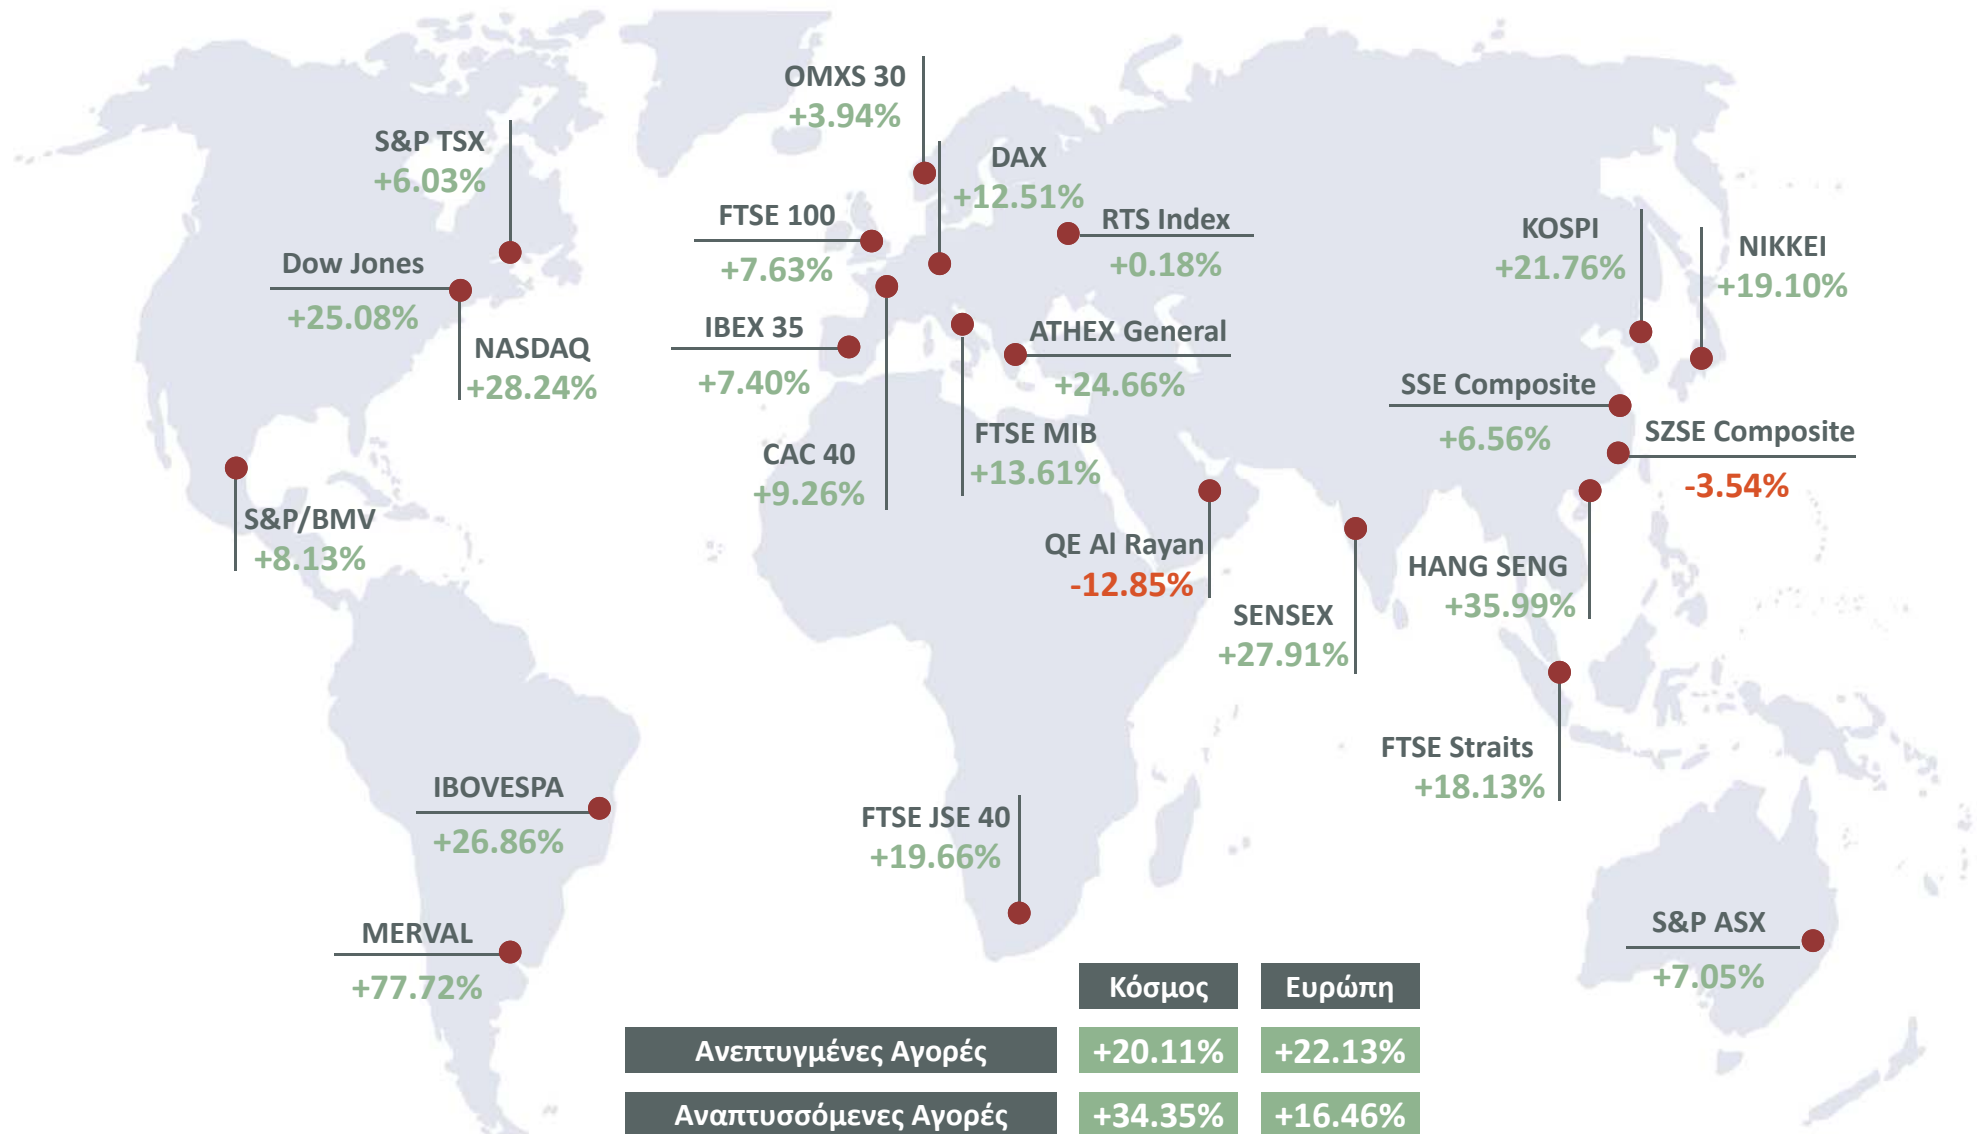 OMXS 30
+3.94%
S&P TSX
+6.03%
DAX
+12.51%
FTSE 100
+7.63%
RTS Index
+0.18%
KOSPI
+21.76%
NIKKEI
+19.10%
Dow Jones
+25.08%
NASDAQ
+28.24%
IBEX 35
+7.40%
ATHEX General
+24.66%
SSE Composite
+6.56%
SZSE Composite
-3.54%
CAC 40
+9.26%
FTSE MIB
+13.61%
S&P/BMV
+8.13%
QE Al Rayan
-12.85%
HANG SENG
+35.99%
SENSEX
+27.91%
FTSE Straits
+18.13%
IBOVESPA
+26.86%
FTSE JSE 40
+19.66%
MERVAL
+77.72%
S&P ASX
+7.05%
Κόσμος Ευρώπη
Ανεπτυγμένες Αγορές +20.11% +22.13%
Αναπτυσσόμενες Αγορές +34.35% +16.46%